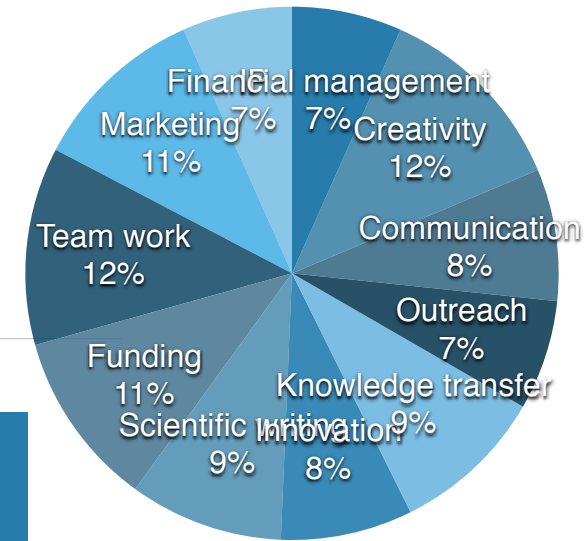 Financial management
7%
7%
Creativity
12%
Marketing
11%
Communication
8%
Team work
12%
Outreach
7%
Funding
11%
Knowledge transfer
9%
Scientific writing
9%
Innovation
8%